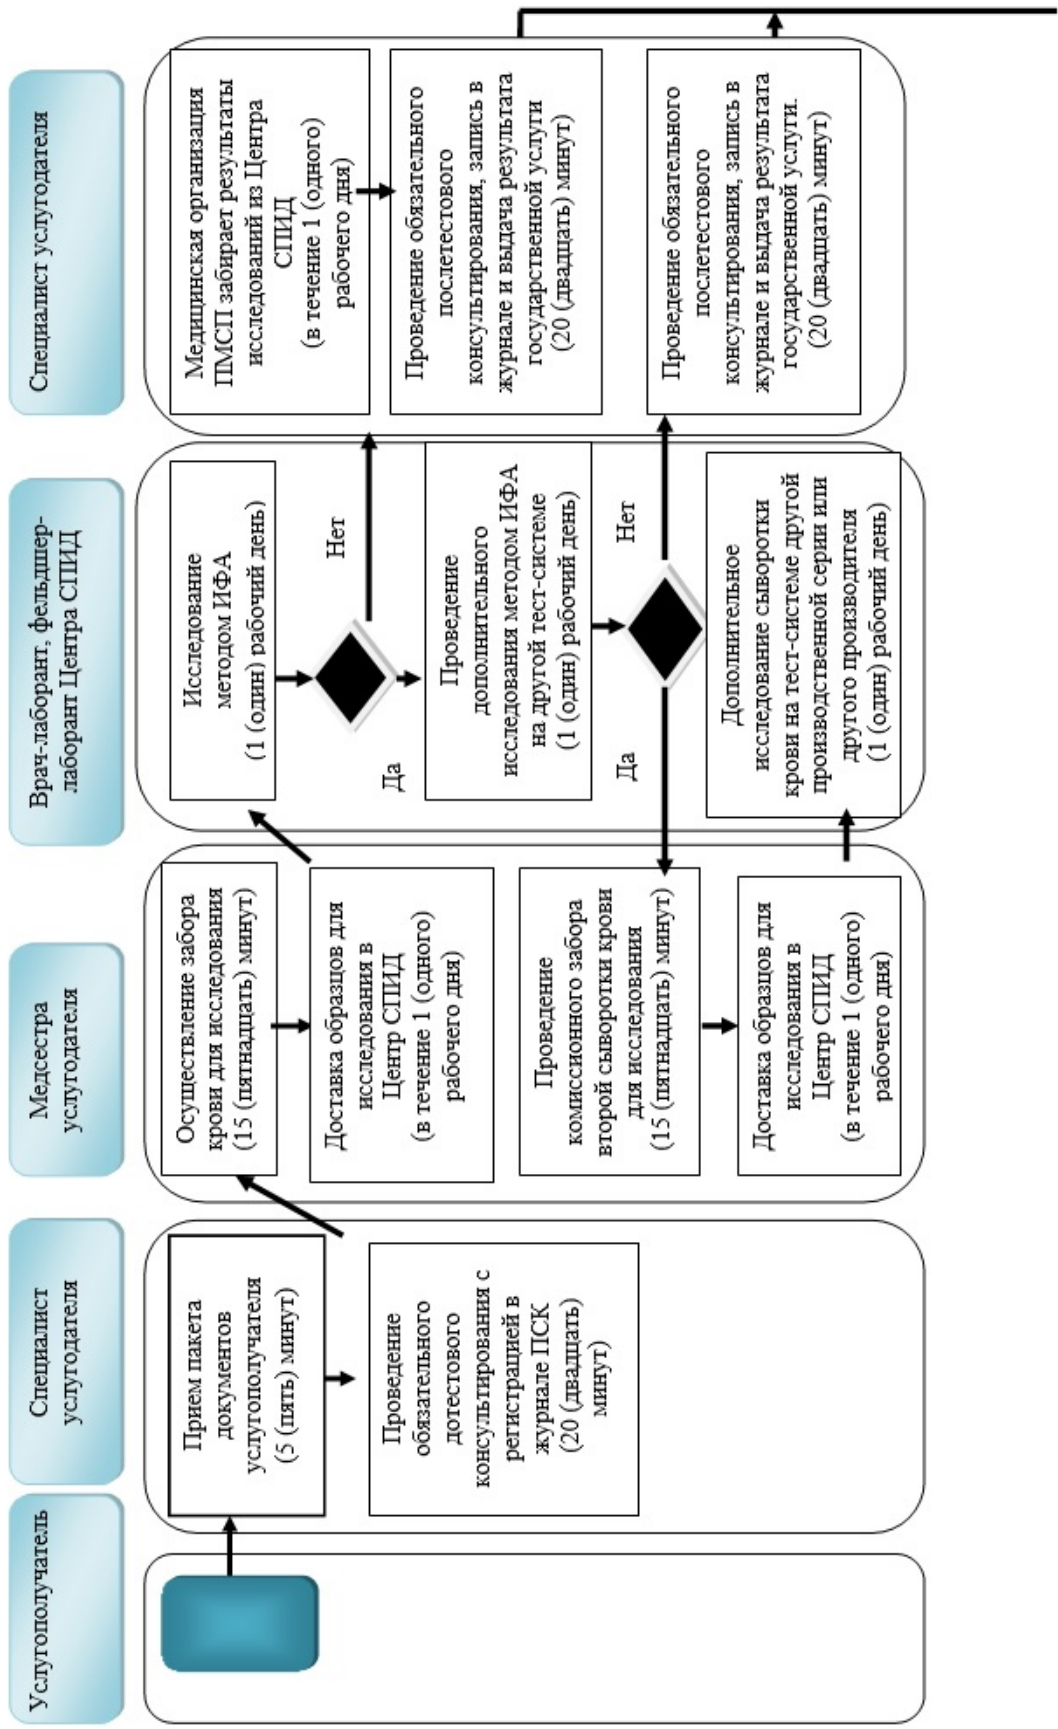 Услугополучатель
Специалист
услугодателя
Медсестра
услугодателя
Врач-лаборант, фельдшер-
лаборант Центра СПИД
Специалист услугодателя
Прием пакета
документов
услугополучателя
(5 (пять) минут)
Проведение
обязательного
дотестового
консультирования с
регистрацией в
журнале ПСК
(20 (двадцать)
минут)
Осуществление забора
крови для исследования
(15 (пятнадцать) минут)
Доставка образцов для
исследования в
Центр СПИД
(в течение 1 (одного)
рабочего дня)
Проведение
комиссионного забора
второй сыворотки крови
для исследования
(15 (пятнадцать) минут)
Доставка образцов для
исследования в
Центр СПИД
(в течение 1 (одного)
рабочего дня)
Исследование
методом ИФА
(1 (один) рабочий день)
Нет
Да
Проведение
дополнительного
исследования методом ИФА
на другой тест-системе
(1 (один) рабочий день)
Нет
Да
Дополнительное
исследование сыворотки
крови на тест-системе другой
производственной серии или
другого производителя
(1 (один) рабочий день)
Медицинская организация
ПМСП забирает результаты
исследований из Центра
СПИД
(в течение 1 (одного)
рабочего дня)
Проведение обязательного
послетестового
консультирования, запись в
журнале и выдача результата
государственной услуги
(20 (двадцать) минут)
Проведение обязательного
послетестового
консультирования, запись в
журнале и выдача результата
государственной услуги.
(20 (двадцать) минут)